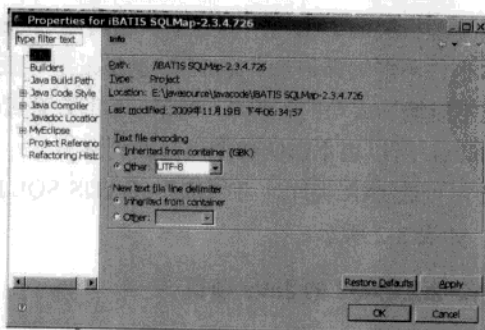 Properties for iBATIS SQLMap-2.3.4.726
type filter text
Builders
Java Build Path
Java Code Style
Java Compiler
Javadoc Location
MyEclipse
Project Referenc
Refactoring Histo
Info
Path: /iBATIS SQLMap-2.3.4.726
Type: Project
Location: E:\javasource\javacode\iBATIS SQLMap-2.3.4.726
Last modified: 2009年11月19日 下午06:34:57
Text file encoding
Inherited from container (GBK)
Other: UTF-8
New text file line delimiter
Inherited from container
Other:
Restore Defaults
Apply
OK
Cancel